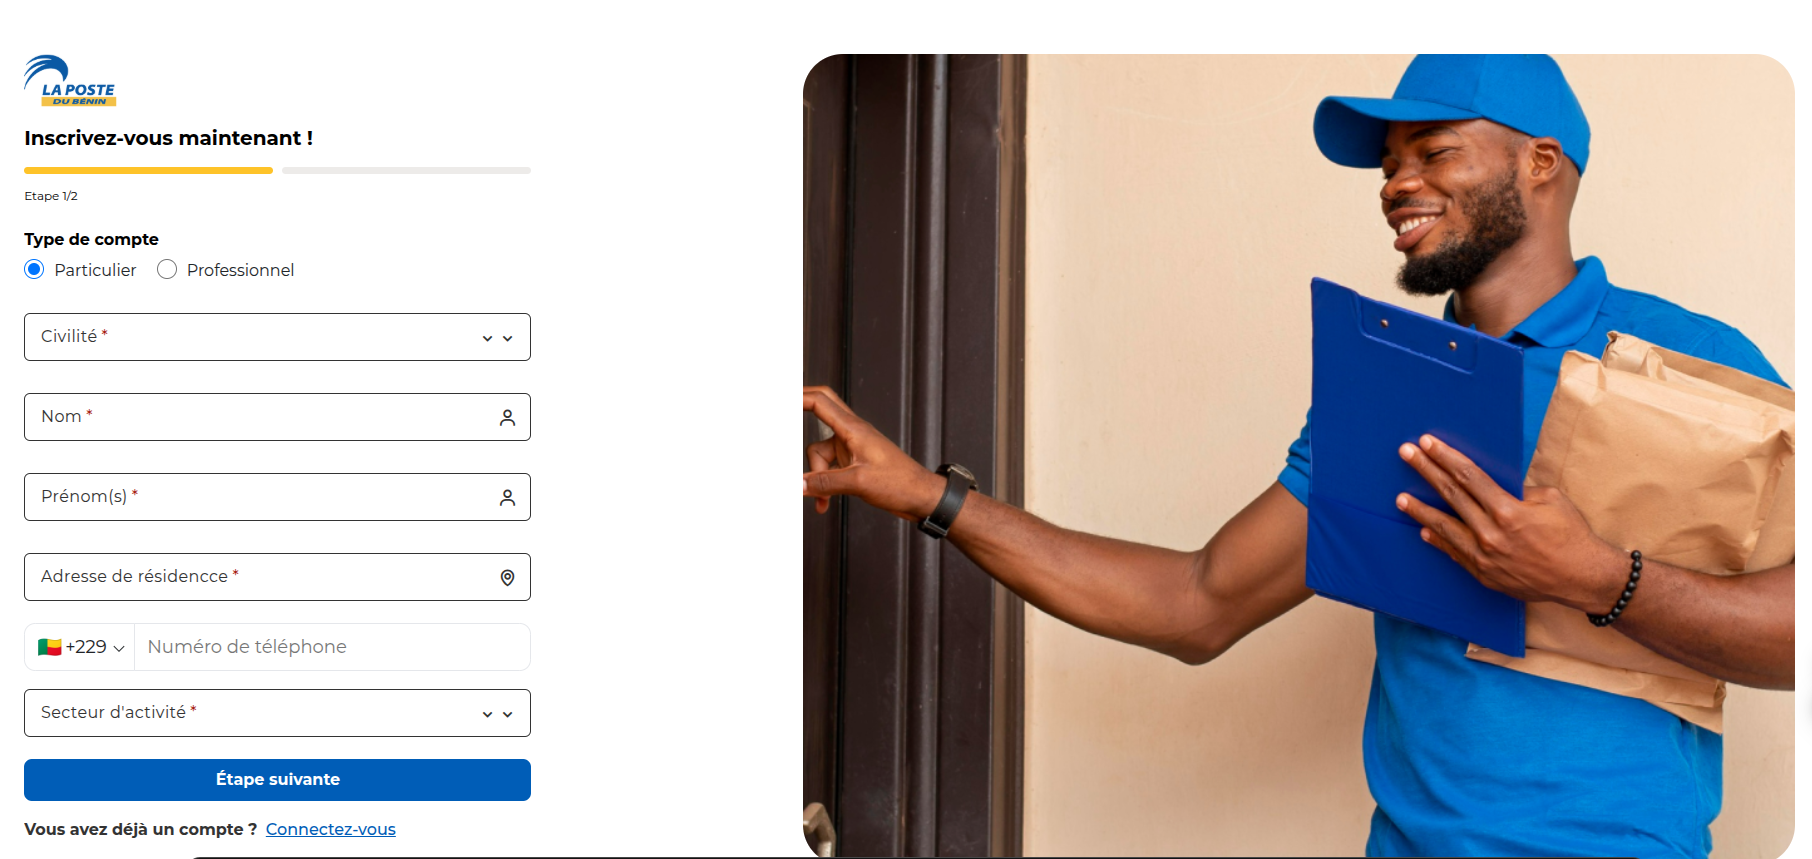 LA POSTE
DU BÉNIN
Inscrivez-vous maintenant !
Etape 1/2
Type de compte
Particulier Professionnel
Civilité *
Nom *
Prénom(s) *
Adresse de résidencce *
+229 Numéro de téléphone
Secteur d'activité *
Étape suivante
Vous avez déjà un compte ? Connectez-vous